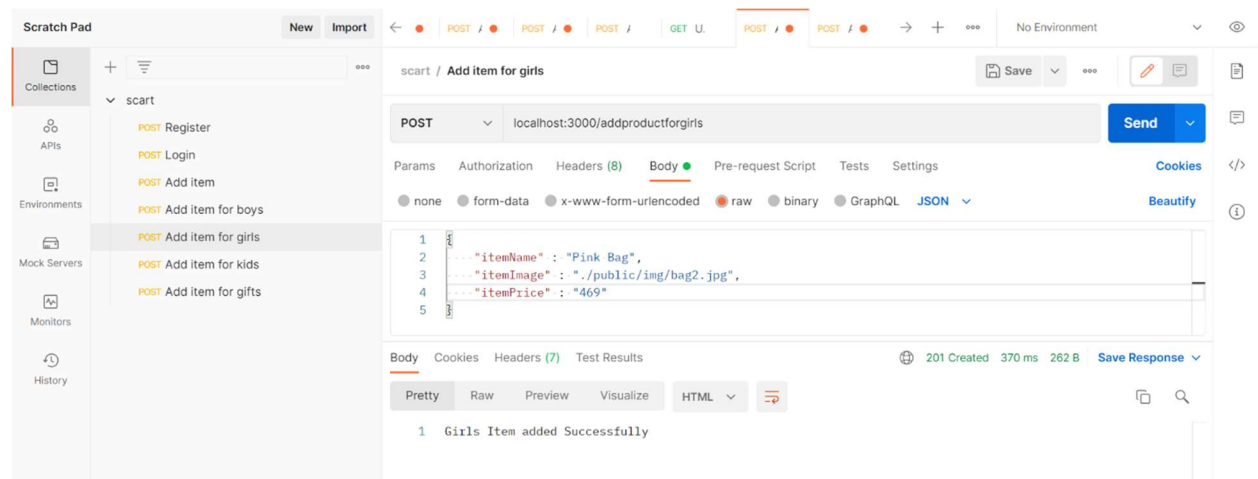 Scratch Pad New Import POST POST POST GET U. POST POST No Environment
Collections
APIs
Environments
Mock Servers
Monitors
History
scart
POST Register
POST Login
POST Add item
POST Add item for boys
POST Add item for girls
POST Add item for kids
POST Add item for gifts
scart / Add item for girls Save
POST localhost:3000/addproductforgirls Send
Params Authorization Headers (8) Body Pre-request Script Tests Settings Cookies
none form-data x-www-form-urlencoded raw binary GraphQL JSON Beautify
1 {
2 "itemName" : "Pink Bag",
3 "itemImage" : "./public/img/bag2.jpg",
4 "itemPrice" : "469"
5 }
Body Cookies Headers (7) Test Results 201 Created 370 ms 262 B Save Response
Pretty Raw Preview Visualize HTML
1 Girls Item added Successfully